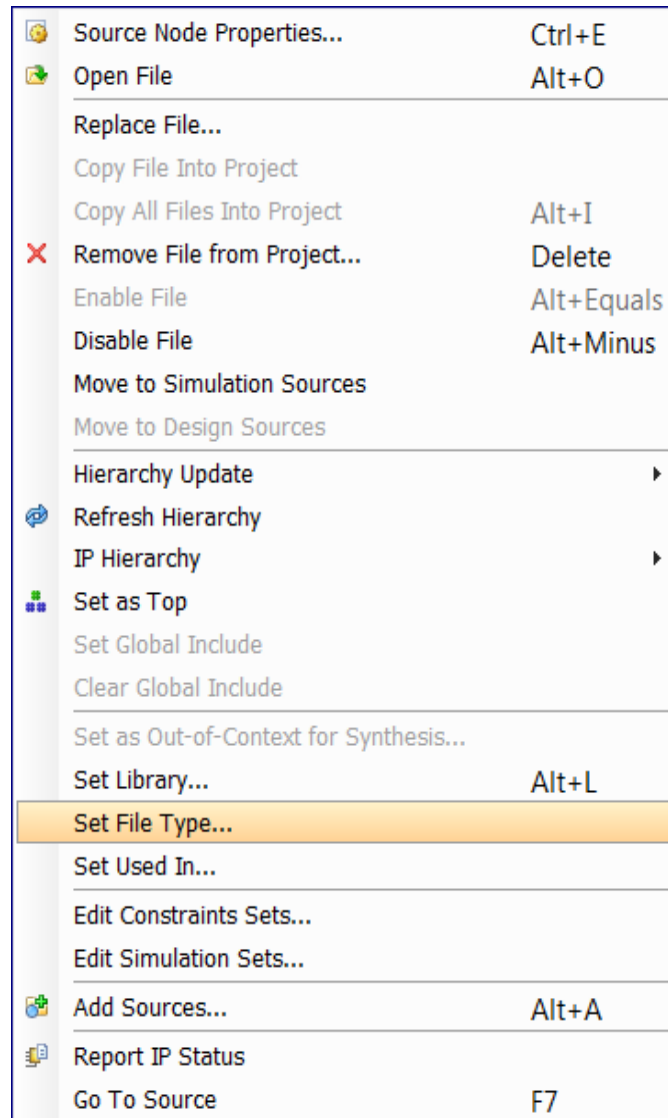 Source Node Properties... Ctrl+E
Open File Alt+O
Replace File...
Copy File Into Project
Copy All Files Into Project Alt+I
Remove File from Project... Delete
Enable File Alt+Equals
Disable File Alt+Minus
Move to Simulation Sources
Move to Design Sources
Hierarchy Update
Refresh Hierarchy
IP Hierarchy
Set as Top
Set Global Include
Clear Global Include
Set as Out-of-Context for Synthesis...
Set Library... Alt+L
Set File Type...
Set Used In...
Edit Constraints Sets...
Edit Simulation Sets...
Add Sources... Alt+A
Report IP Status
Go To Source F7